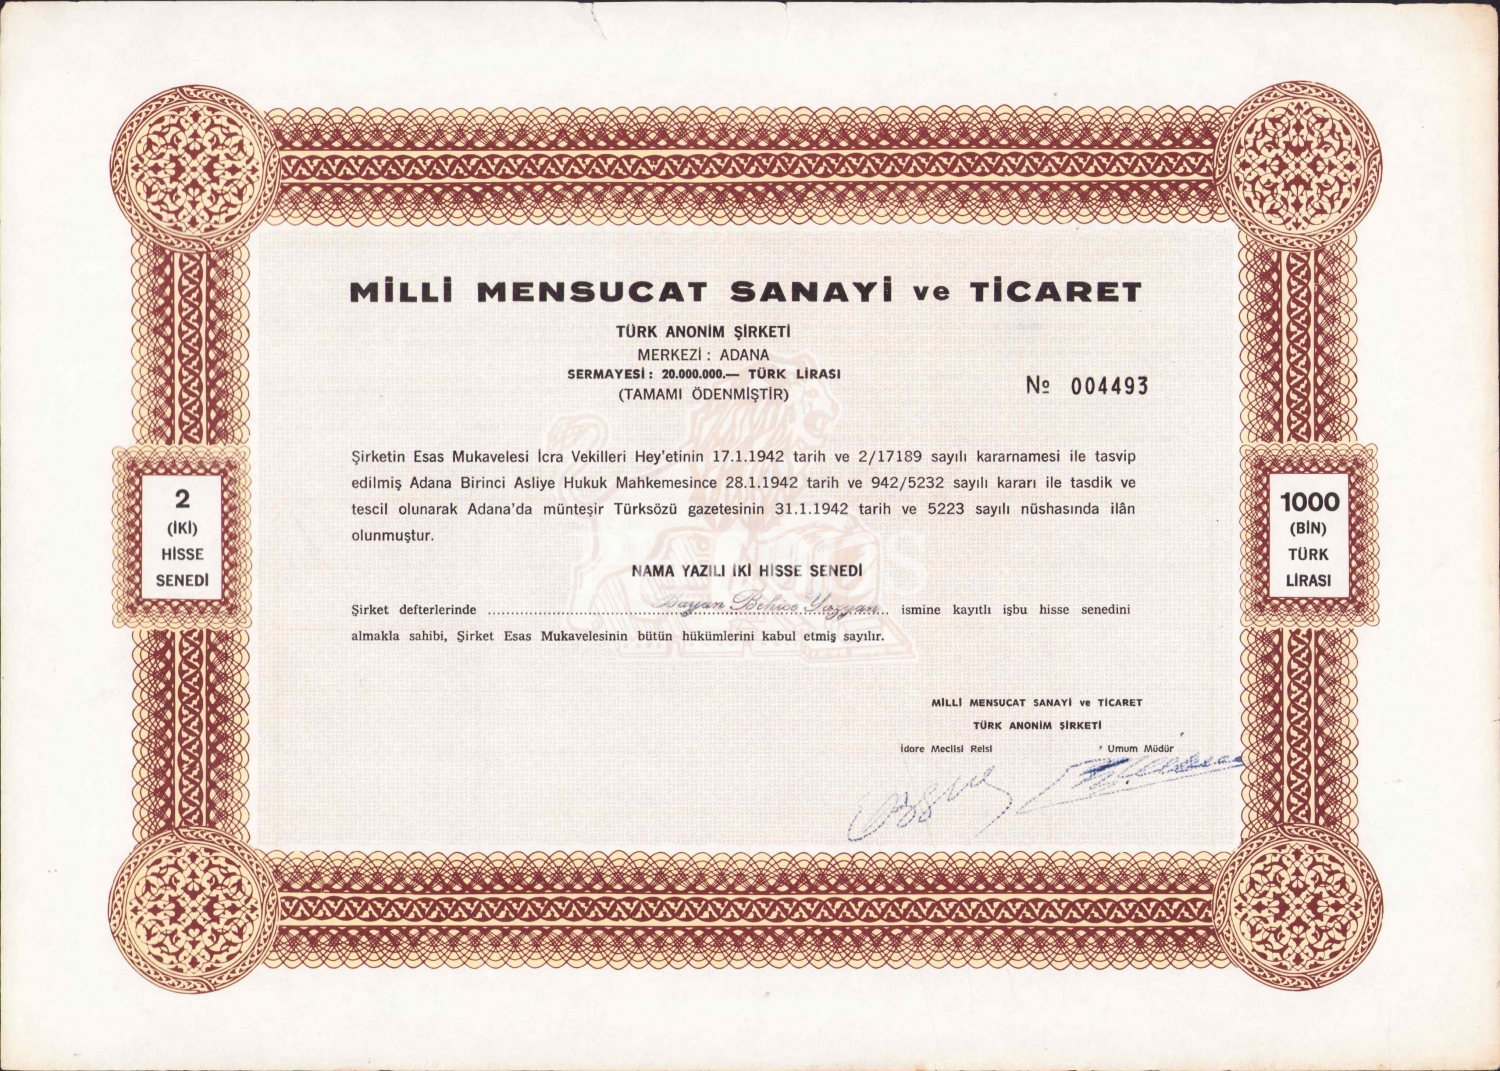 MİLLİ MENSUCAT SANAYİ ve TİCARET
TÜRK ANONİM ŞİRKETİ
MERKEZİ : ADANA
SERMAYESİ : 20.000.000.— TÜRK LİRASI
(TAMAMI ÖDENMİŞTİR)
Nº 004493
Şirketin Esas Mukavelesi İcra Vekilleri Hey'etinin 17.1.1942 tarih ve 2/17189 sayılı kararnamesi ile tasvip
edilmiş Adana Birinci Asliye Hukuk Mahkemesince 28.1.1942 tarih ve 942/5232 sayılı kararı ile tasdik ve
tescil olunarak Adana'da münteşir Türksözü gazetesinin 31.1.1942 tarih ve 5223 sayılı nüshasında ilân
olunmuştur.
2
(İKİ)
HİSSE
SENEDİ
1000
(BİN)
TÜRK
LİRASI
NAMA YAZILI İKİ HİSSE SENEDİ
Şirket defterlerinde Bayan Behice Yazgan ismine kayıtlı işbu hisse senedini
almakla sahibi, Şirket Esas Mukavelesinin bütün hükümlerini kabul etmiş sayılır.
MİLLİ MENSUCAT SANAYİ ve TİCARET
TÜRK ANONİM ŞİRKETİ
İdare Meclisi Reisi Umum Müdür